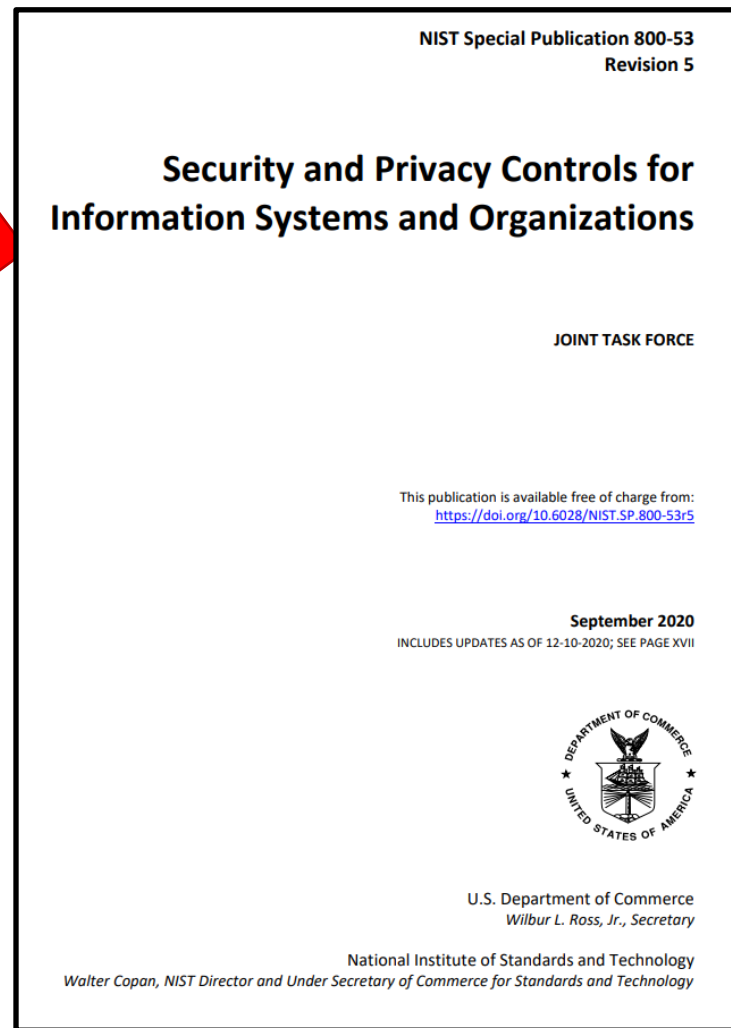 NIST Special Publication 800-53
Revision 5
Security and Privacy Controls for
Information Systems and Organizations
JOINT TASK FORCE
This publication is available free of charge from:
https://doi.org/10.6028/NIST.SP.800-53r5
September 2020
INCLUDES UPDATES AS OF 12-10-2020; SEE PAGE XVII
DEPARTMENT OF COMMERCE
UNITED STATES OF AMERICA
U.S. Department of Commerce
Wilbur L. Ross, Jr., Secretary
National Institute of Standards and Technology
Walter Copan, NIST Director and Under Secretary of Commerce for Standards and Technology